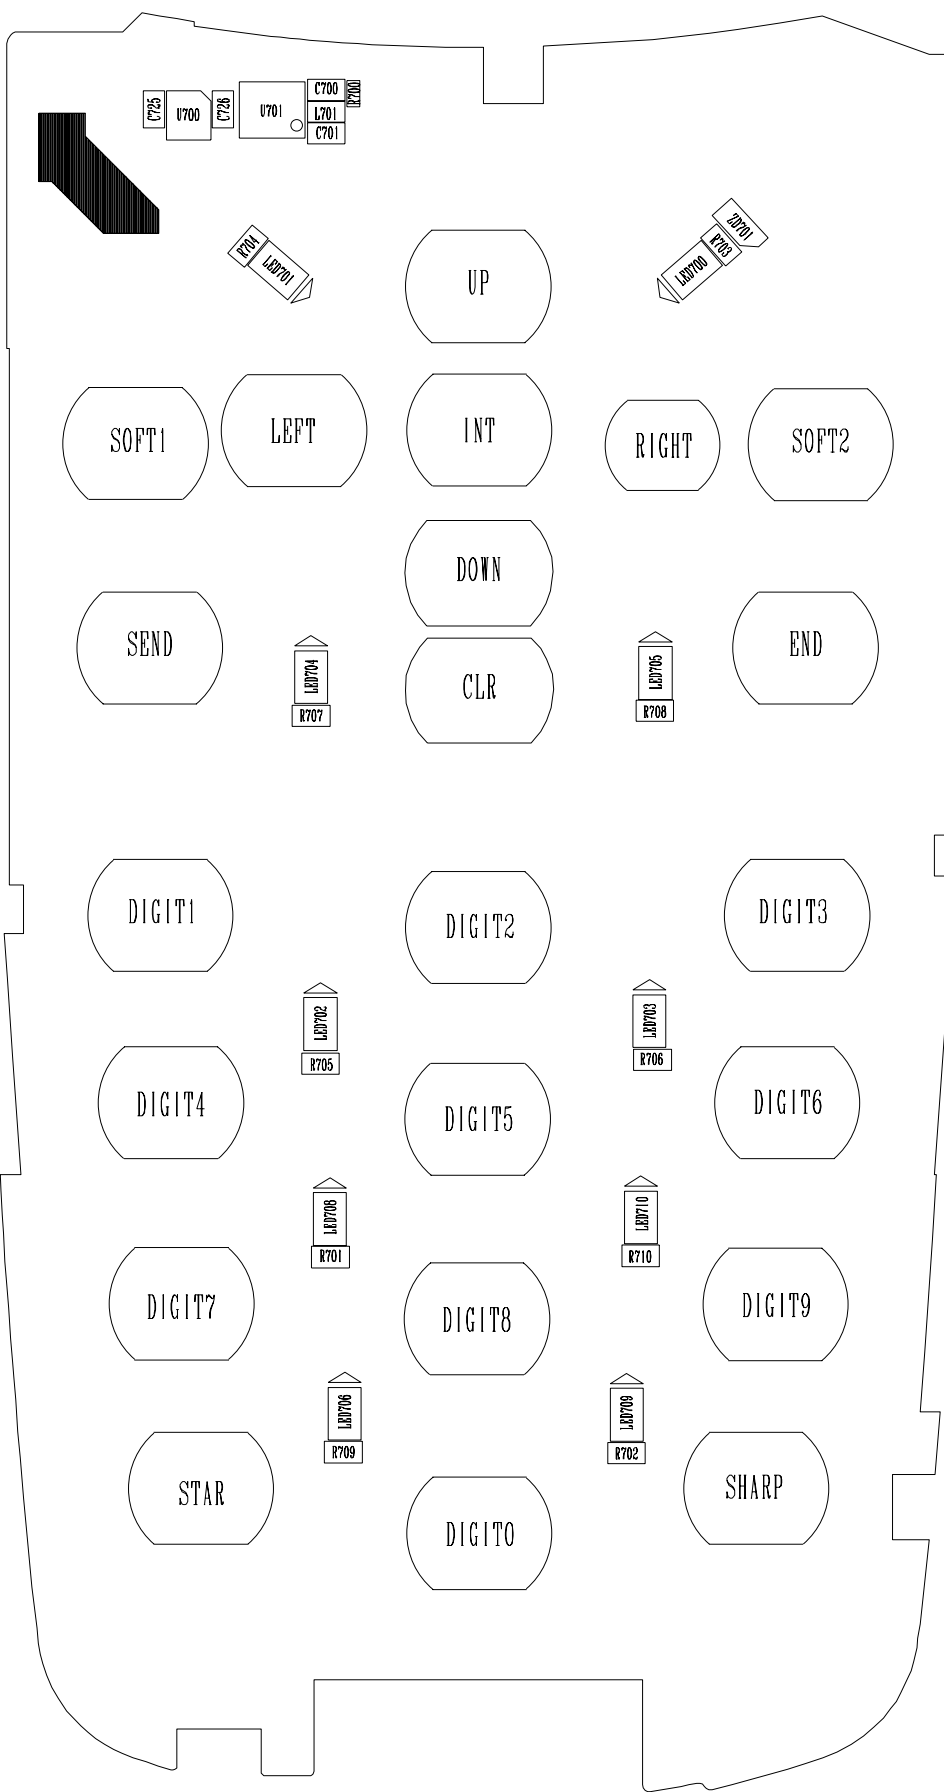 C725
U700
C726
U701
C700
R700
L701
C701
R704
LED701
ZD701
R703
LED700
UP
SOFT1
LEFT
INT
RIGHT
SOFT2
DOWN
SEND
END
LED704
R707
CLR
LED705
R708
DIGIT1
DIGIT2
DIGIT3
LED702
R705
LED703
R706
DIGIT4
DIGIT5
DIGIT6
LED708
R701
LED710
R710
DIGIT7
DIGIT8
DIGIT9
LED706
R709
LED709
R702
STAR
SHARP
DIGIT0